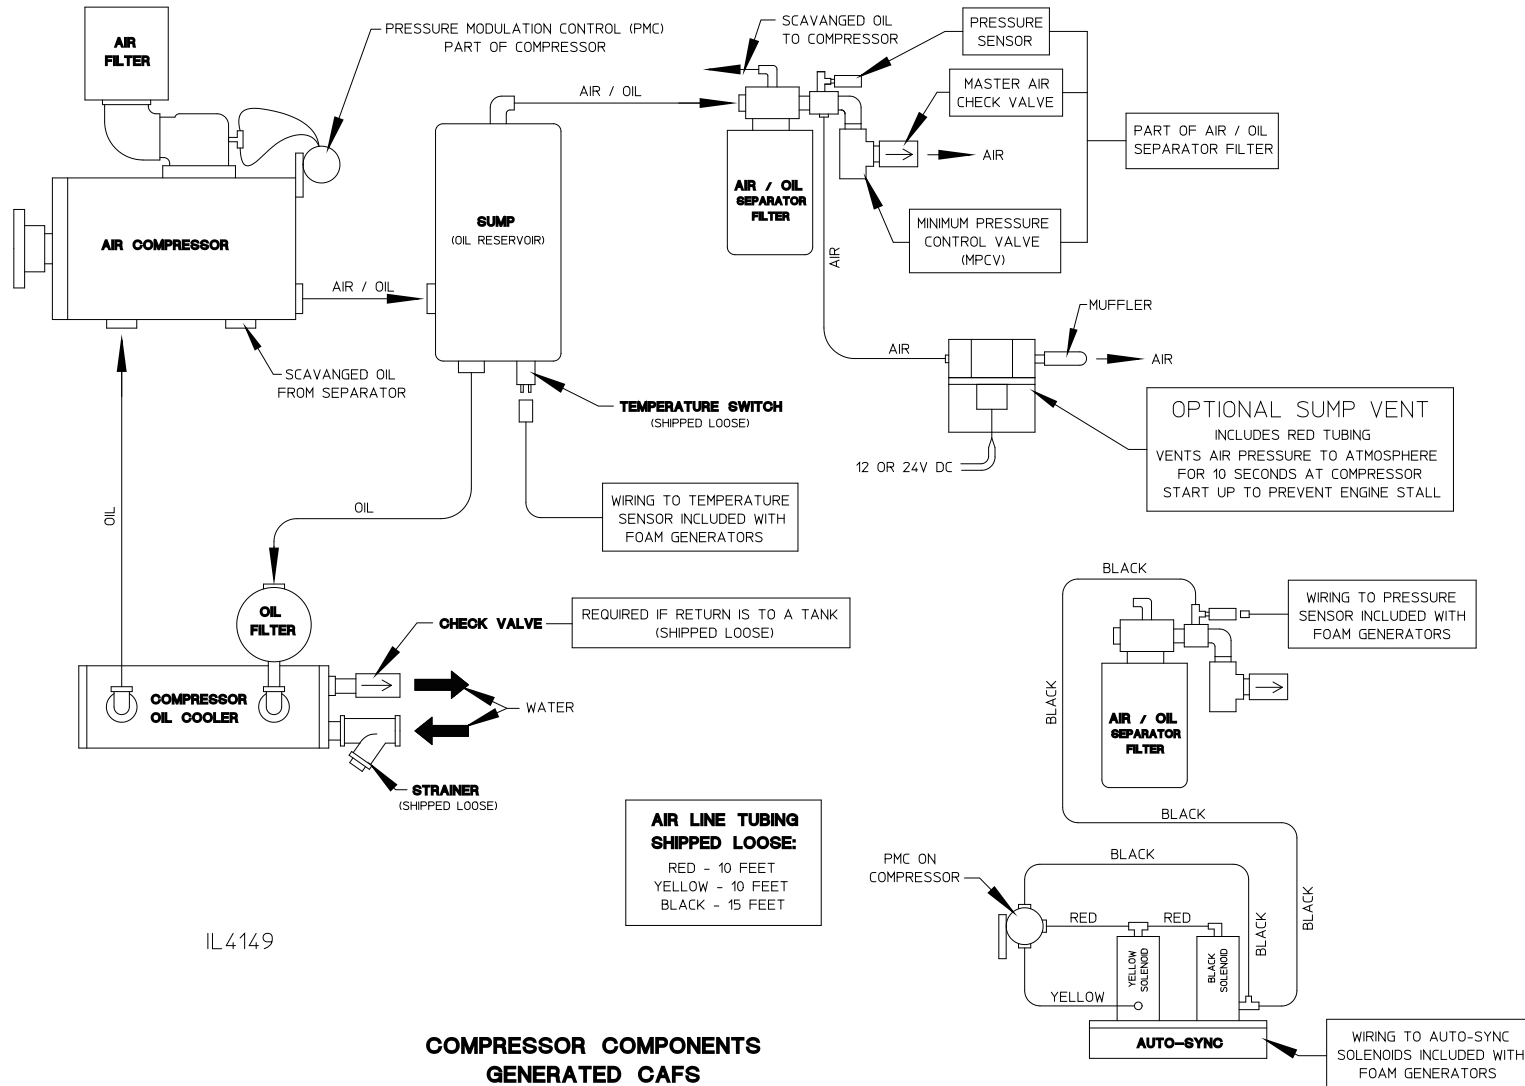 AIR
FILTER
PRESSURE MODULATION CONTROL (PMC)
PART OF COMPRESSOR
SCAVANGED OIL
TO COMPRESSOR
PRESSURE
SENSOR
MASTER AIR
CHECK VALVE
PART OF AIR / OIL
SEPARATOR FILTER
AIR / OIL
AIR
AIR / OIL
SEPARATOR
FILTER
MINIMUM PRESSURE
CONTROL VALVE
(MPCV)
SUMP
(OIL RESERVOIR)
AIR COMPRESSOR
AIR / OIL
AIR
MUFFLER
AIR
AIR
SCAVANGED OIL
FROM SEPARATOR
TEMPERATURE SWITCH
(SHIPPED LOOSE)
OPTIONAL SUMP VENT
INCLUDES RED TUBING
VENTS AIR PRESSURE TO ATMOSPHERE
FOR 10 SECONDS AT COMPRESSOR
START UP TO PREVENT ENGINE STALL
12 OR 24V DC
WIRING TO TEMPERATURE
SENSOR INCLUDED WITH
FOAM GENERATORS
OIL
OIL
OIL
FILTER
CHECK VALVE
REQUIRED IF RETURN IS TO A TANK
(SHIPPED LOOSE)
COMPRESSOR
OIL COOLER
WATER
STRAINER
(SHIPPED LOOSE)
BLACK
WIRING TO PRESSURE
SENSOR INCLUDED WITH
FOAM GENERATORS
BLACK
AIR / OIL
SEPARATOR
FILTER
AIR LINE TUBING
SHIPPED LOOSE:
RED - 10 FEET
YELLOW - 10 FEET
BLACK - 15 FEET
BLACK
PMC ON
COMPRESSOR
BLACK
RED
RED
BLACK
BLACK
YELLOW
SOLENOID
BLACK
SOLENOID
YELLOW
AUTO-SYNC
WIRING TO AUTO-SYNC
SOLENOIDS INCLUDED WITH
FOAM GENERATORS
IL4149
COMPRESSOR COMPONENTS
GENERATED CAFS